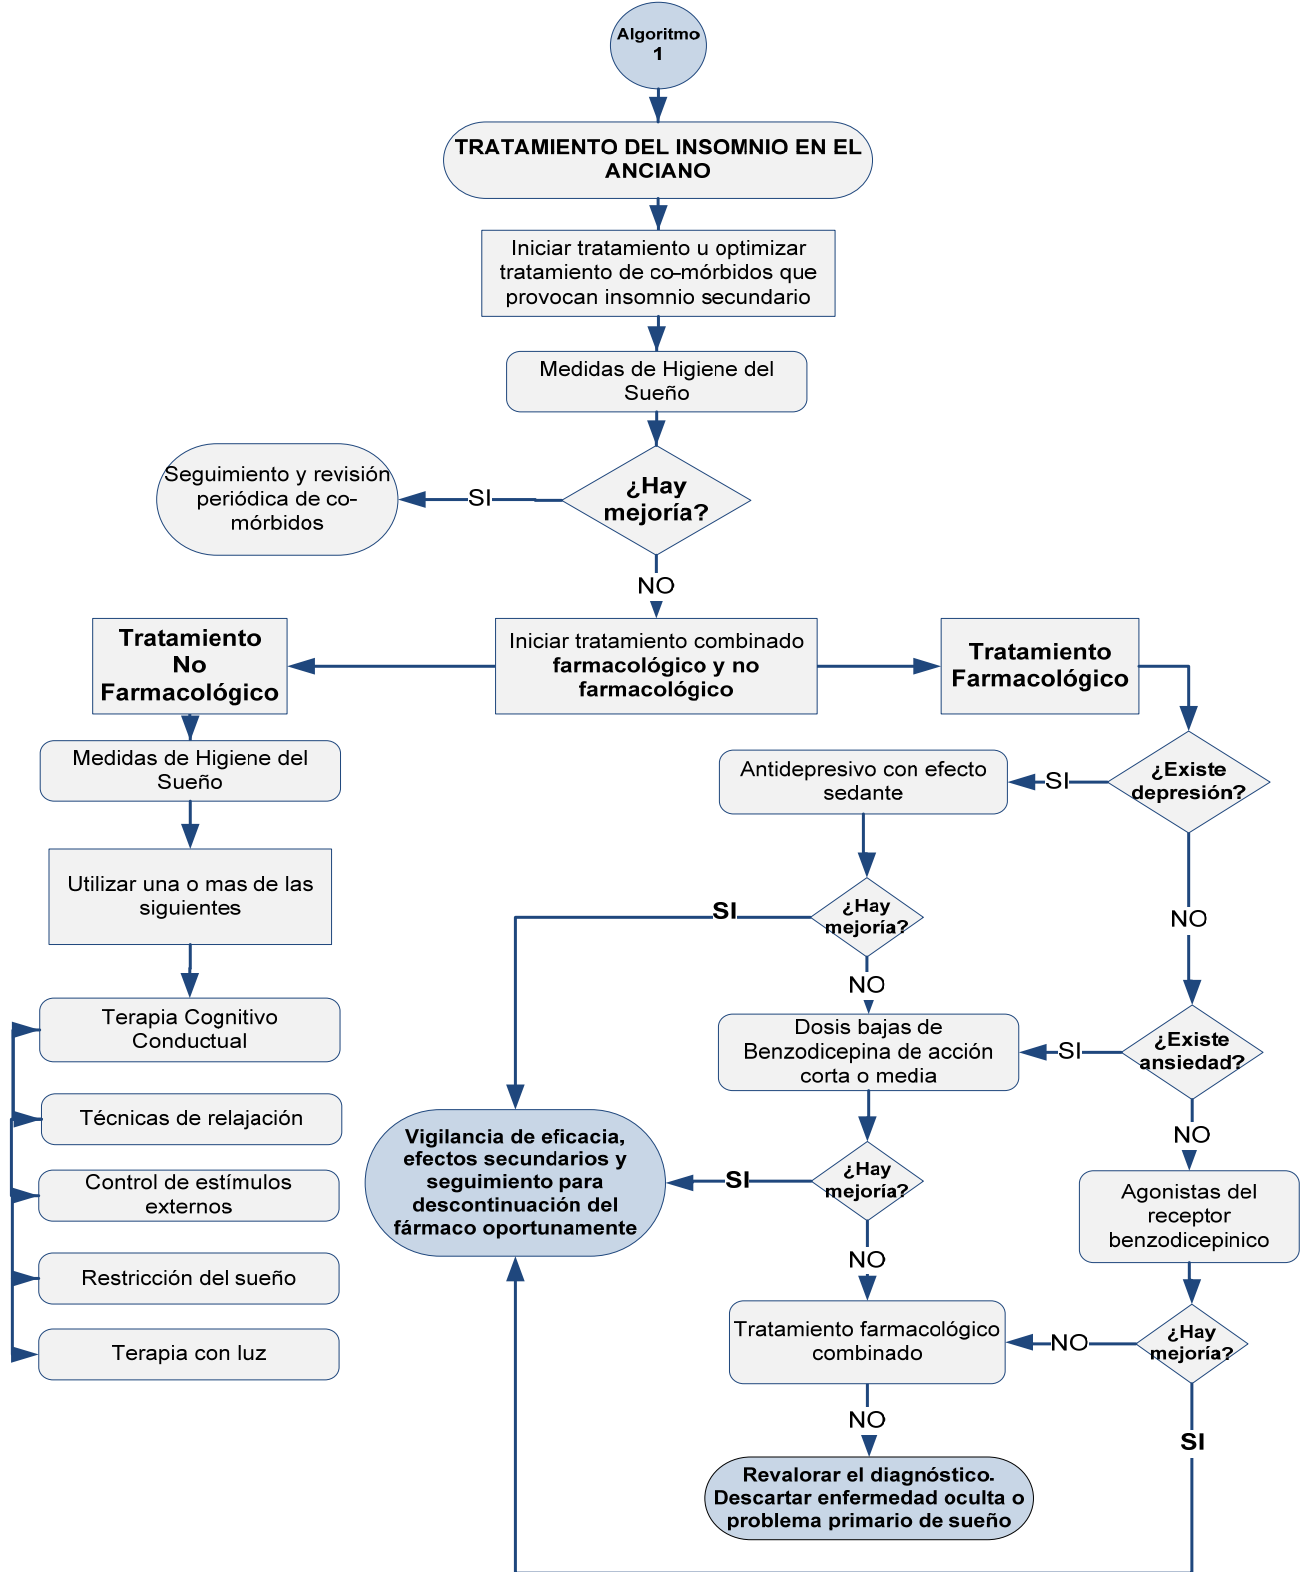 Algoritmo
1
TRATAMIENTO DEL INSOMNIO EN EL
ANCIANO
Iniciar tratamiento u optimizar
tratamiento de co-mórbidos que
provocan insomnio secundario
Medidas de Higiene del
Sueño
¿Hay
mejoría?
SI
Seguimiento y revisión
periódica de co-
mórbidos
NO
Iniciar tratamiento combinado
farmacológico y no
farmacológico
Tratamiento
No
Farmacológico
Medidas de Higiene del
Sueño
Utilizar una o mas de las
siguientes
Terapia Cognitivo
Conductual
Técnicas de relajación
Control de estímulos
externos
Restricción del sueño
Terapia con luz
Tratamiento
Farmacológico
¿Existe
depresión?
SI
Antidepresivo con efecto
sedante
¿Hay
mejoría?
SI
NO
NO
¿Existe
ansiedad?
SI
Dosis bajas de
Benzodicepina de acción
corta o media
¿Hay
mejoría?
SI
Vigilancia de eficacia,
efectos secundarios y
seguimiento para
descontinuación del
fármaco oportunamente
NO
NO
Agonistas del
receptor
benzodicepinico
¿Hay
mejoría?
NO
Tratamiento farmacológico
combinado
SI
NO
Revalorar el diagnóstico.
Descartar enfermedad oculta o
problema primario de sueño